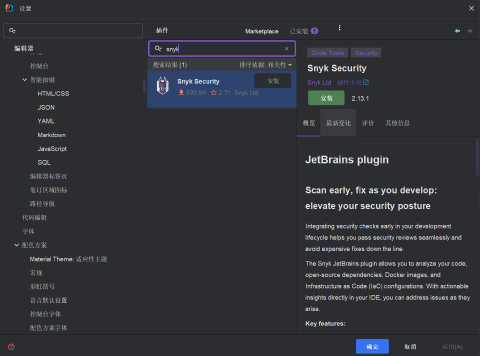 设置
插件
Marketplace
已安装 1
编辑器
控制台
智能按键
HTML/CSS
JSON
YAML
Markdown
JavaScript
SQL
编辑器标签页
装订区域图标
路径导航
代码编辑
字体
配色方案
Material Theme: 适应性主题
常规
彩虹括号
语言默认设置
控制台字体
配色方案字体
snyk
搜索结果 (1)
排序依据: 相关性
Snyk Security
安装
530.9K 2.71 Snyk Ltd
Code Tools Security
Snyk Security
Snyk Ltd 插件主页
安装 2.13.1
概览 最新变化 评价 其他信息
JetBrains plugin
Scan early, fix as you develop:
elevate your security posture
Integrating security checks early in your development
lifecycle helps you pass security reviews seamlessly and
avoid expensive fixes down the line.
The Snyk JetBrains plugin allows you to analyze your code,
open-source dependencies, Docker images, and
Infrastructure as Code (IaC) configurations. With actionable
insights directly in your IDE, you can address issues as they
arise.
Key features:
确定 取消 应用(A)